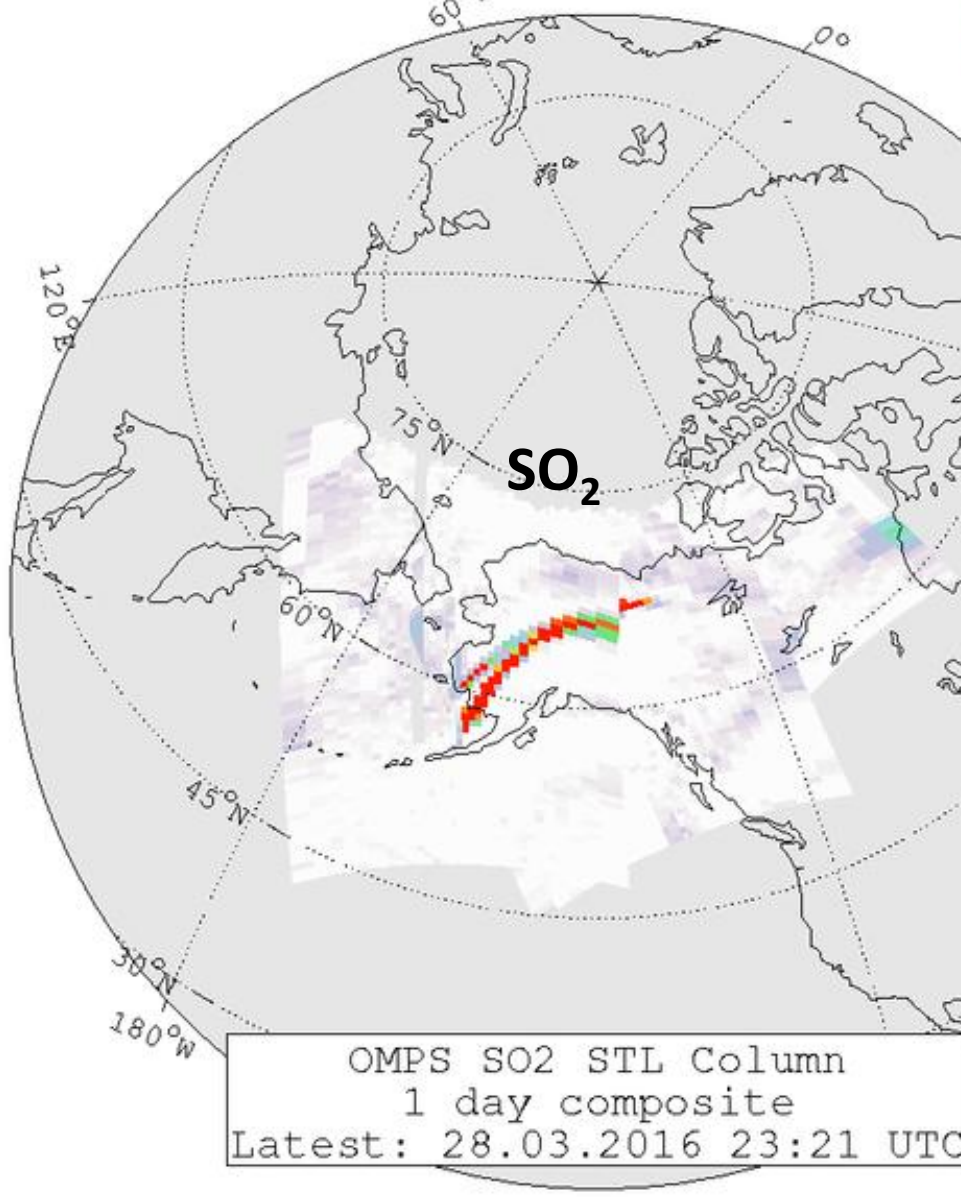 60°
0°
120°E
75°N
SO₂
60°N
45°N
30°N
180°W
OMPS SO2 STL Column
1 day composite
Latest: 28.03.2016 23:21 UTC